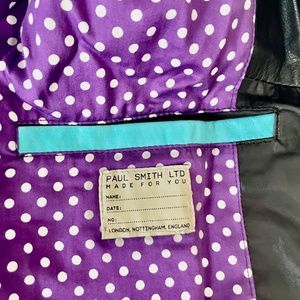 PAUL SMITH LTD
MADE FOR YOU
NAME:
DATE:
NO:
LONDON, NOTTINGHAM, ENGLAND